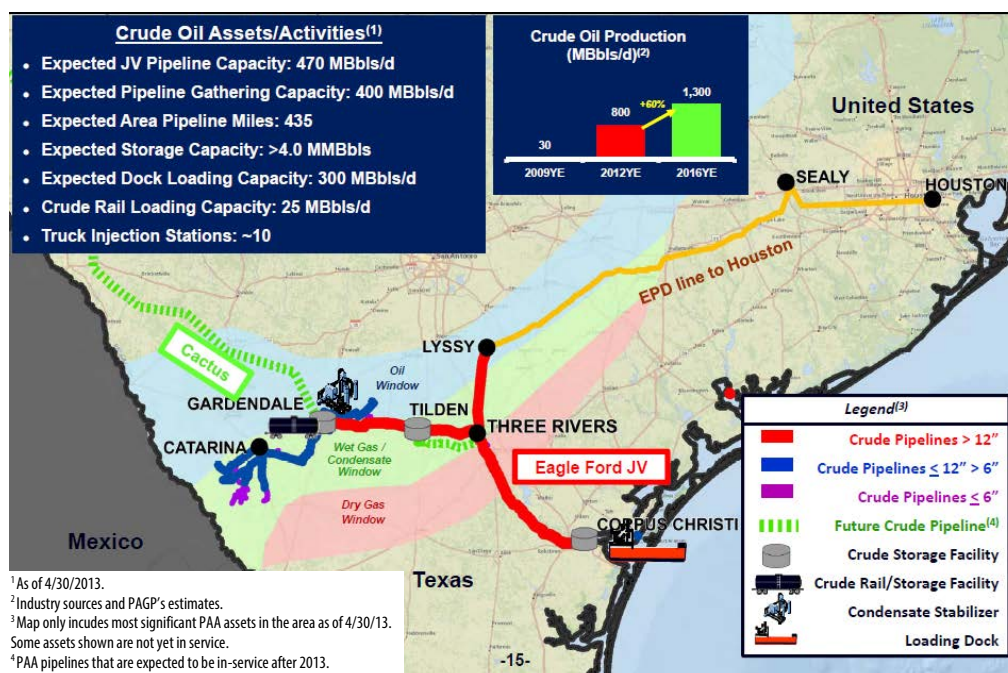 Crude Oil Assets/Activities(1)
• Expected JV Pipeline Capacity: 470 MBbls/d
• Expected Pipeline Gathering Capacity: 400 MBbls/d
• Expected Area Pipeline Miles: 435
• Expected Storage Capacity: >4.0 MMBbls
• Expected Dock Loading Capacity: 300 MBbls/d
• Crude Rail Loading Capacity: 25 MBbls/d
• Truck Injection Stations: ~10
Crude Oil Production
(MBbls/d)(2)
30
800
+60%
1,300
2009YE
2012YE
2016YE
United States
SEALY
HOUSTON
EPD line to Houston
LYSSY
Cactus
Oil
Window
GARDENDALE
TILDEN
THREE RIVERS
CATARINA
Wet Gas /
Condensate
Window
Eagle Ford JV
Dry Gas
Window
CORPUS CHRISTI
Mexico
Texas
Legend(3)
Crude Pipelines > 12"
Crude Pipelines ≤ 12" > 6"
Crude Pipelines ≤ 6"
Future Crude Pipeline(4)
Crude Storage Facility
Crude Rail/Storage Facility
Condensate Stabilizer
Loading Dock
1 As of 4/30/2013.
2 Industry sources and PAGP's estimates.
3 Map only incudes most significant PAA assets in the area as of 4/30/13.
Some assets shown are not yet in service.
4 PAA pipelines that are expected to be in-service after 2013.
-15-